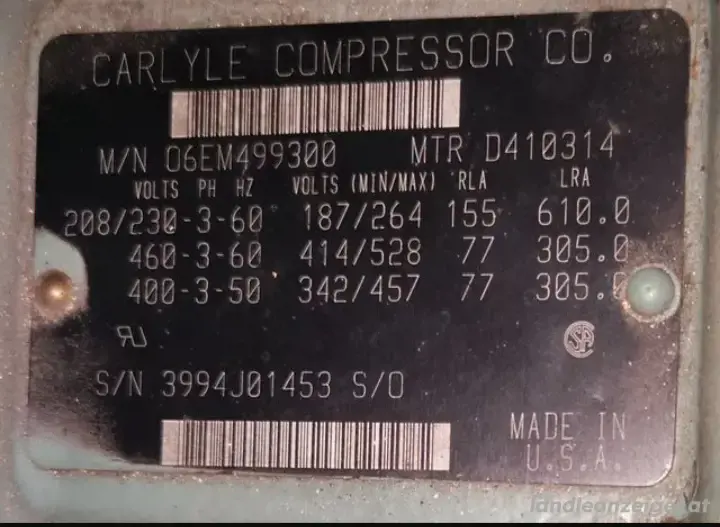 CARLYLE COMPRESSOR CO.
M/N 06EM499300 MTR D410314
VOLTS PH HZ VOLTS (MIN/MAX) RLA LRA
208/230-3-60 187/264 155 610.0
460-3-60 414/528 77 305.0
400-3-50 342/457 77 305.0
S/N 3994J01453 S/O
MADE IN
U.S.A.
ländleanzeiger.at